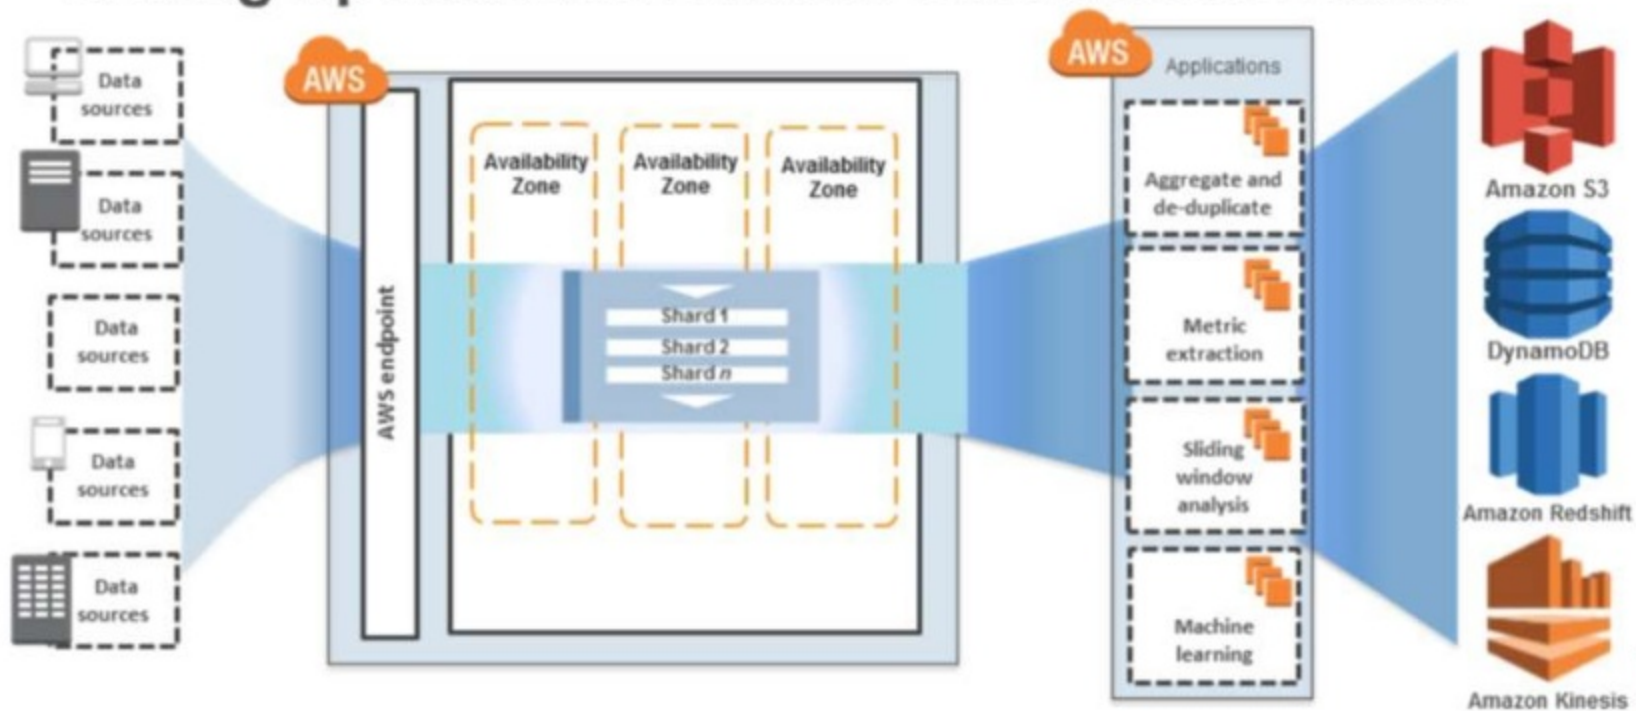 Data
sources
Data
sources
Data
sources
Data
sources
Data
sources
AWS
AWS endpoint
Availability
Zone
Availability
Zone
Availability
Zone
Shard 1
Shard 2
Shard n
AWS
Applications
Aggregate and
de-duplicate
Metric
extraction
Sliding
window
analysis
Machine
learning
Amazon S3
DynamoDB
Amazon Redshift
Amazon Kinesis